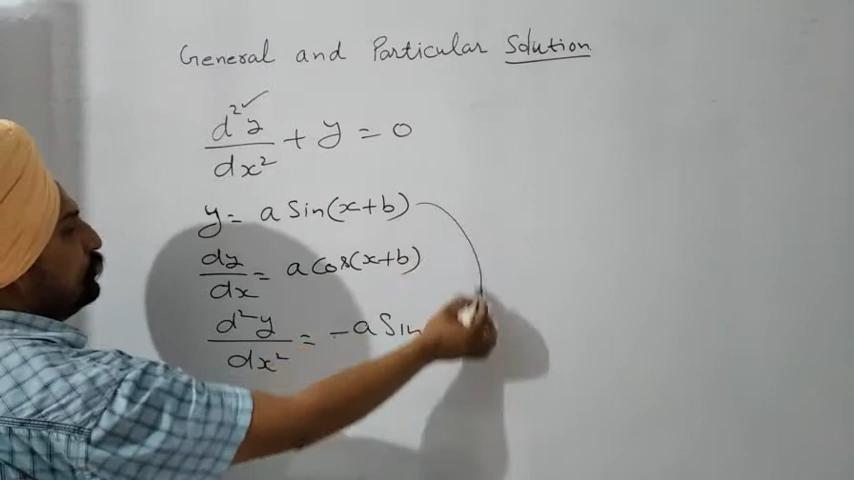 General and Particular Solution
d²y/dx² + y = 0
y = a Sin(x+b)
dy/dx = a cos(x+b)
d²y/dx² = -a Sin